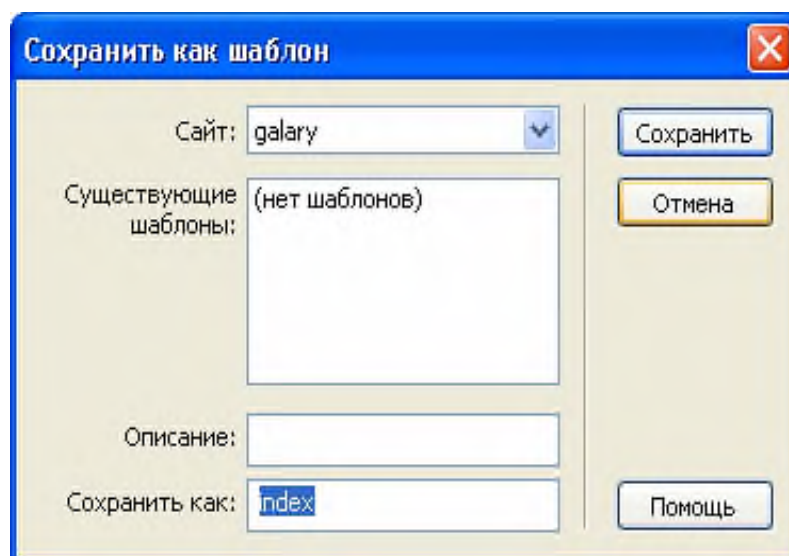 Сохранить как шаблон
Сайт: galary Сохранить
Существующие шаблоны: (нет шаблонов) Отмена
Описание:
Сохранить как: index Помощь